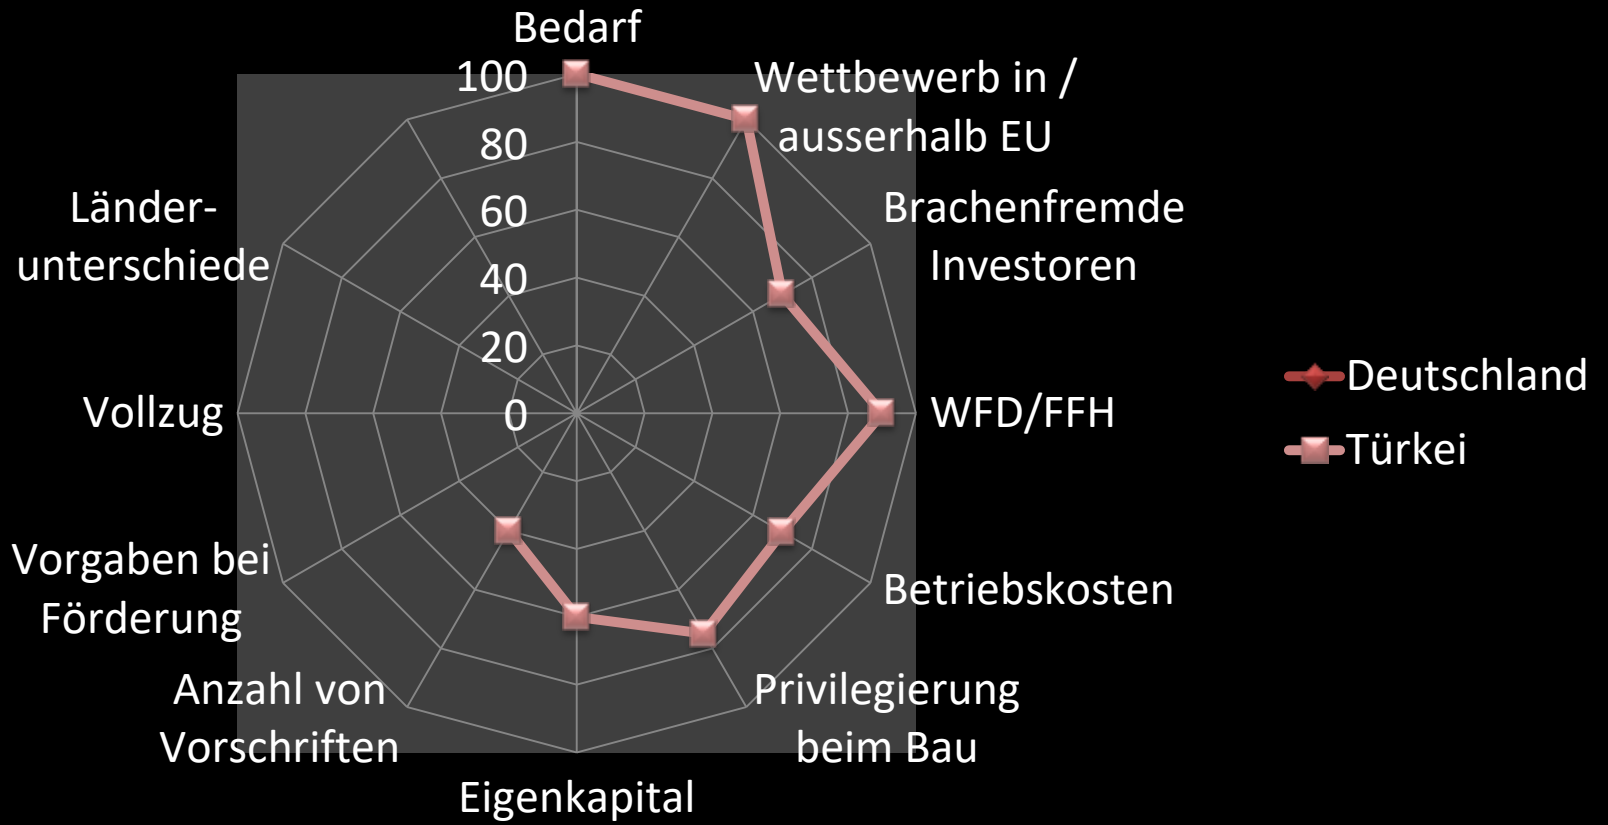 Bedarf
100
80
60
40
20
0
Wettbewerb in /
ausserhalb EU
Brachenfremde
Investoren
WFD/FFH
Betriebskosten
Privilegierung
beim Bau
Eigenkapital
Anzahl von
Vorschriften
Vorgaben bei
Förderung
Vollzug
Länder-
unterschiede
Deutschland
Türkei